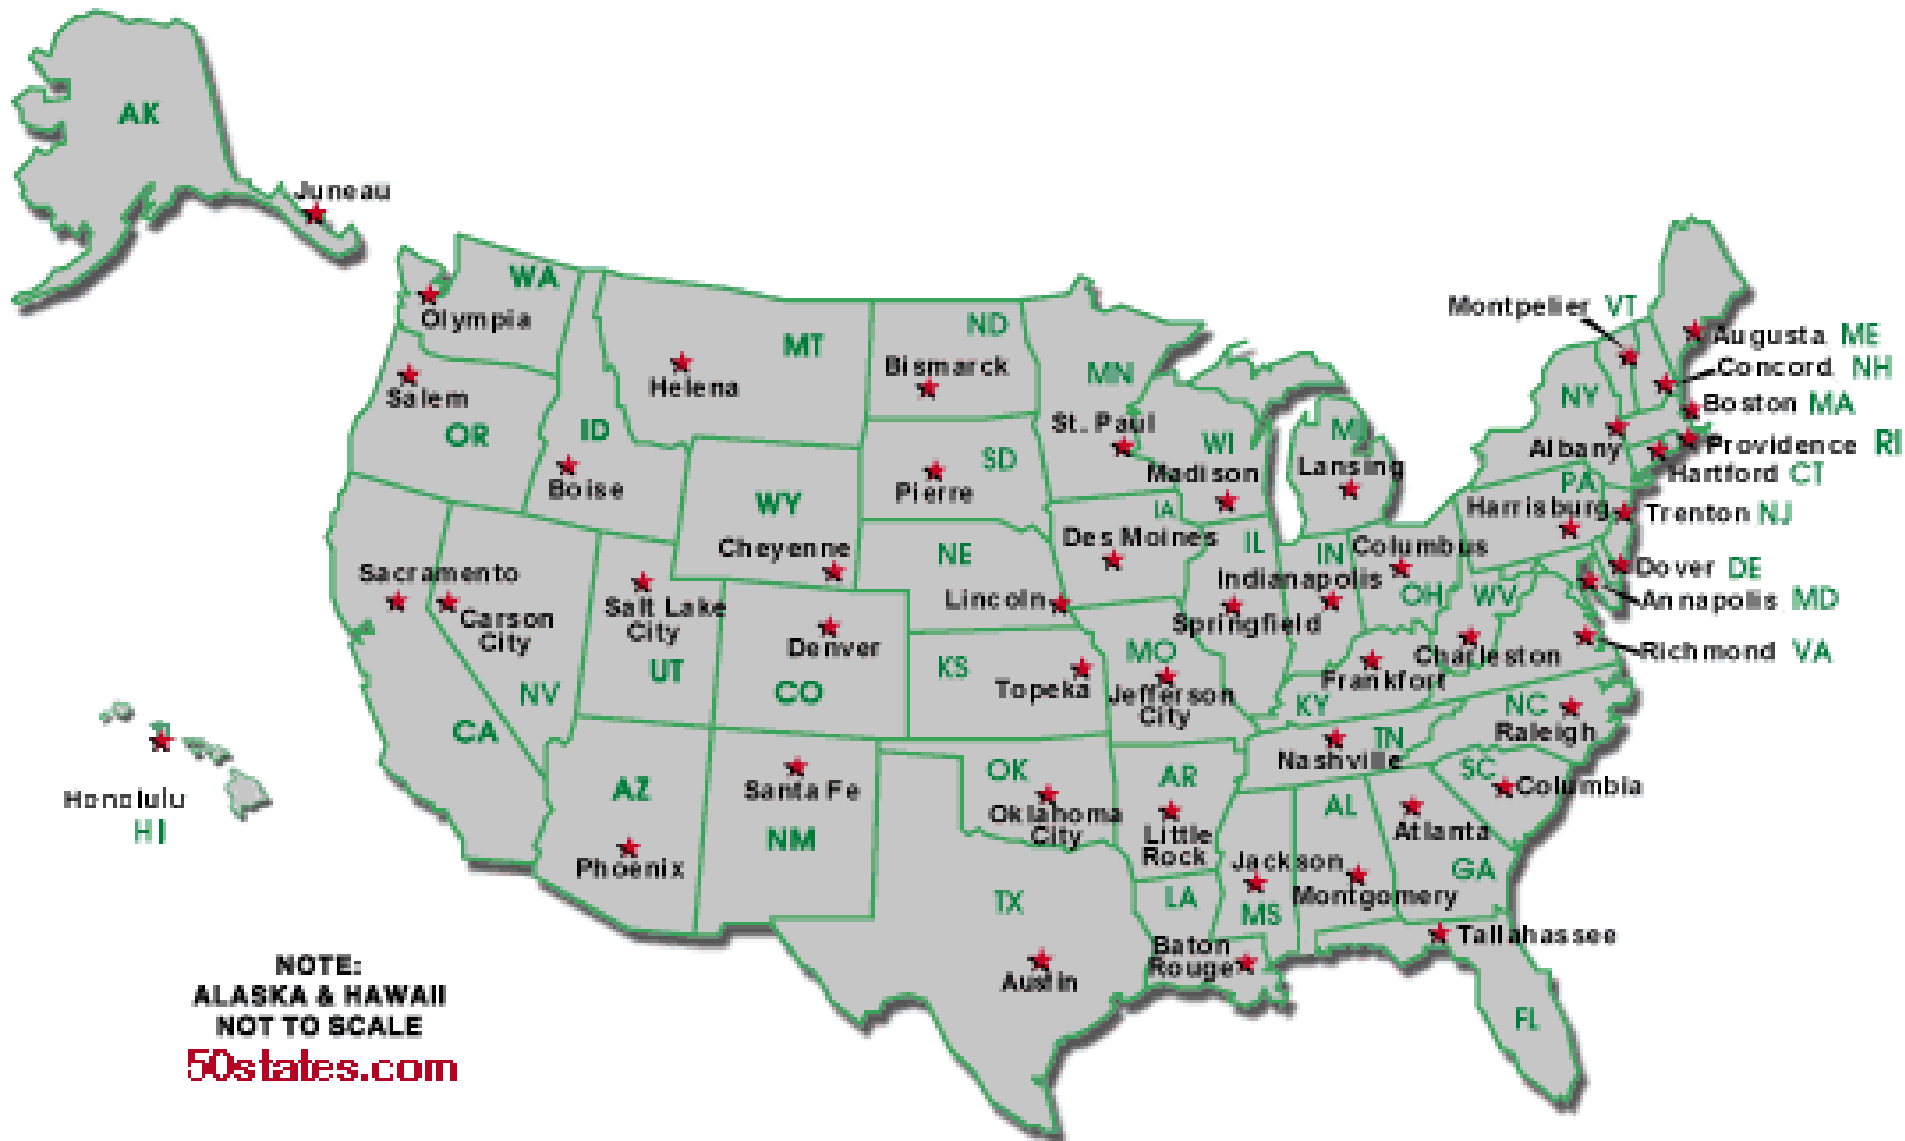 AK
Juneau
WA
Olympia
MT
Helena
ND
Bismarck
MN
St. Paul
Salem
OR
ID
Boise
WY
Cheyenne
SD
Pierre
WI
Madison
MI
Lansing
Montpelier VT
Augusta ME
Concord NH
NY
Boston MA
Albany
Providence RI
Hartford CT
PA
Harrisburg
Trenton NJ
Dover DE
Annapolis MD
Richmond VA
IA
Des Moines
NE
Lincoln
IL
Springfield
IN
Indianapolis
Columbus
OH
WV
Charleston
Sacramento
Carson
City
NV
CA
Salt Lake
City
UT
Denver
CO
KS
Topeka
MO
Jefferson
City
KY
Frankfort
NC
Raleigh
TN
Nashville
SC
Columbia
AZ
Phoenix
Santa Fe
NM
OK
Oklahoma
City
AR
Little
Rock
AL
Montgomery
Atlanta
GA
Jackson
MS
LA
Baton
Rouge
TX
Austin
Tallahassee
FL
Honolulu
HI
NOTE:
ALASKA & HAWAII
NOT TO SCALE
50states.com